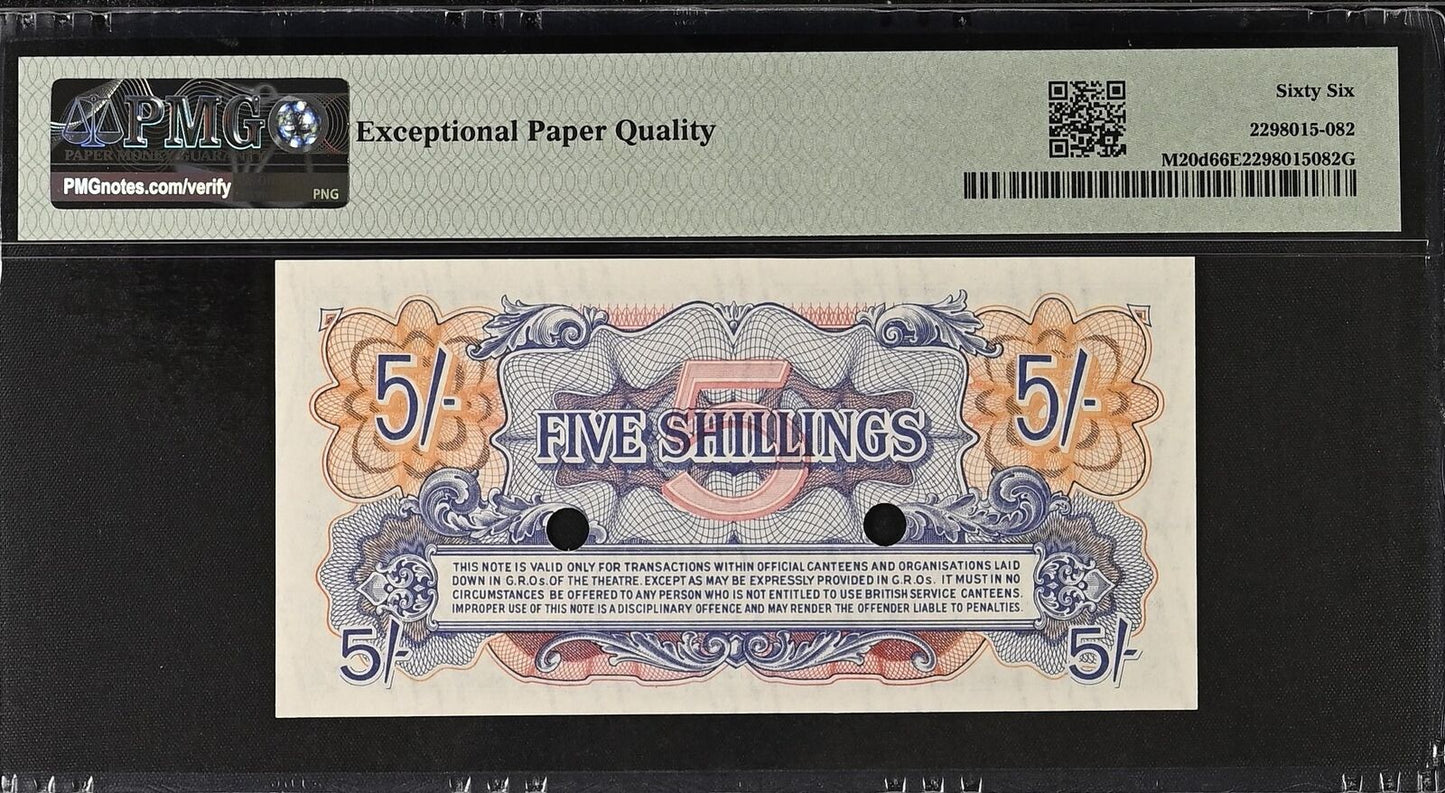 PMG
PAPER MONEY GUARANTY
PMGnotes.com/verify
PNG
Exceptional Paper Quality
Sixty Six
2298015-082
M20d66E2298015082G
5/-
5/-
5
FIVE SHILLINGS
THIS NOTE IS VALID ONLY FOR TRANSACTIONS WITHIN OFFICIAL CANTEENS AND ORGANISATIONS LAID
DOWN IN G.R.Os. OF THE THEATRE. EXCEPT AS MAY BE EXPRESSLY PROVIDED IN G.R.Os. IT MUST IN NO
CIRCUMSTANCES BE OFFERED TO ANY PERSON WHO IS NOT ENTITLED TO USE BRITISH SERVICE CANTEENS.
IMPROPER USE OF THIS NOTE IS A DISCIPLINARY OFFENCE AND MAY RENDER THE OFFENDER LIABLE TO PENALTIES.
5/-
5/-